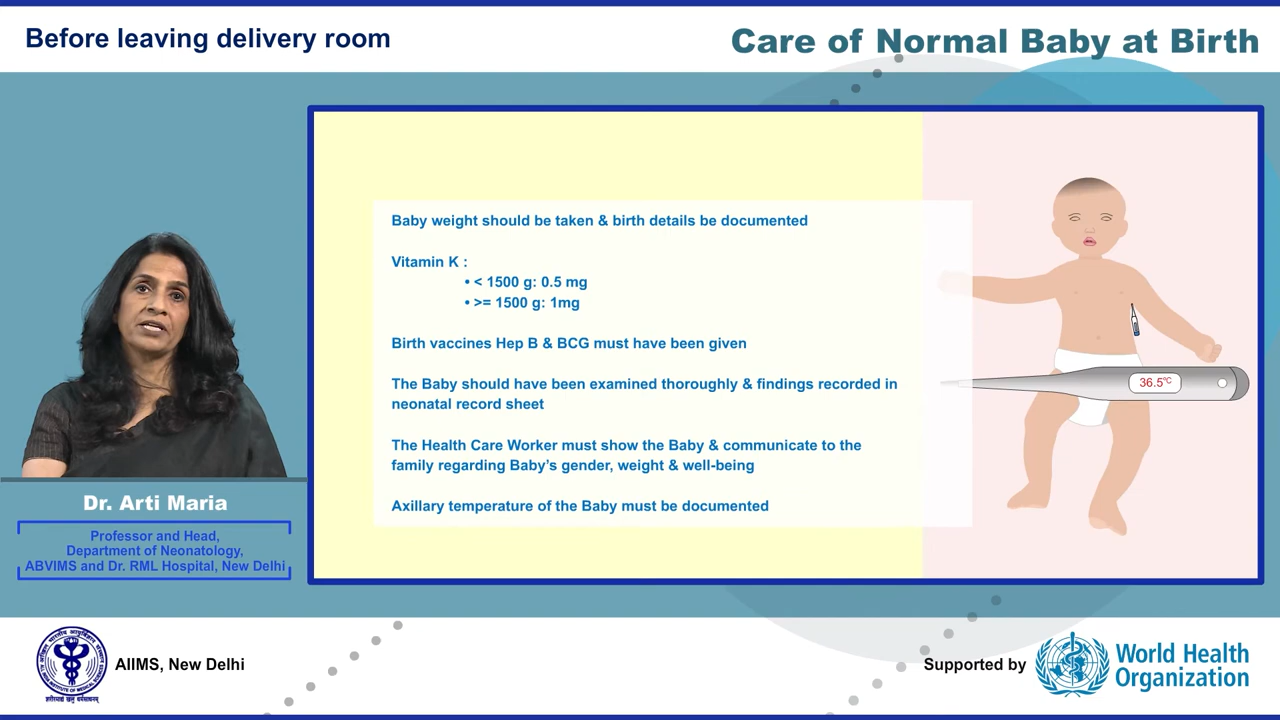 Before leaving delivery room
Care of Normal Baby at Birth
Baby weight should be taken & birth details be documented
Vitamin K :
• < 1500 g: 0.5 mg
• >= 1500 g: 1mg
Birth vaccines Hep B & BCG must have been given
The Baby should have been examined thoroughly & findings recorded in
neonatal record sheet
The Health Care Worker must show the Baby & communicate to the
family regarding Baby's gender, weight & well-being
Axillary temperature of the Baby must be documented
36.5°C
Dr. Arti Maria
Professor and Head,
Department of Neonatology,
ABVIMS and Dr. RML Hospital, New Delhi
AIIMS, New Delhi
Supported by
World Health
Organization